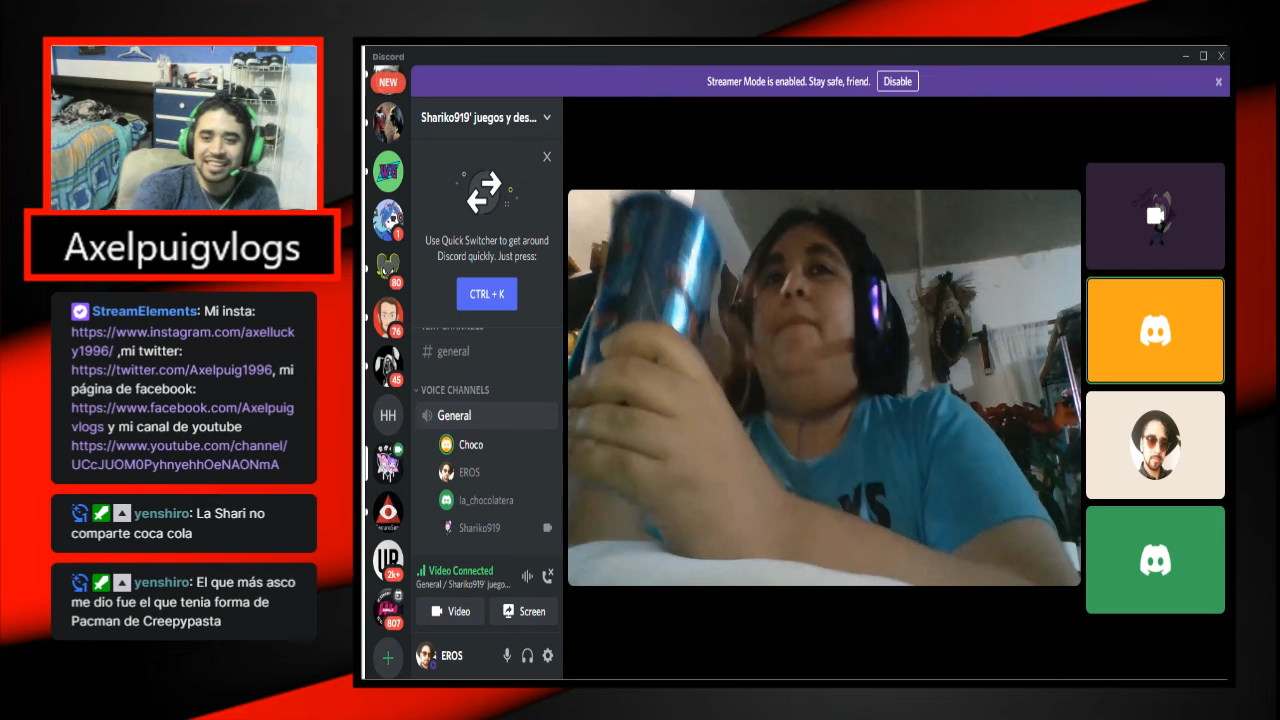 Axelpuigvlogs
StreamElements: Mi insta:
https://www.instagram.com/axelluck
y1996/ ,mi twitter:
https://twitter.com/Axelpuig1996, mi
página de facebook:
https://www.facebook.com/Axelpuig
vlogs y mi canal de youtube
https://www.youtube.com/channel/
UCcJUOM0PyhnyehhOeNAONmA
yenshiro: La Shari no
comparte coca cola
yenshiro: El que más asco
me dio fue el que tenia forma de
Pacman de Creepypasta
Discord
Streamer Mode is enabled. Stay safe, friend.
Disable
NEW
1
80
76
45
HH
2k+
807
Shariko919' juegos y des...
Use Quick Switcher to get around
Discord quickly. Just press:
CTRL + K
# general
VOICE CHANNELS
General
Choco
EROS
la_chocolatera
Shariko919
Video Connected
General / Shariko919' juego...
Video
Screen
EROS